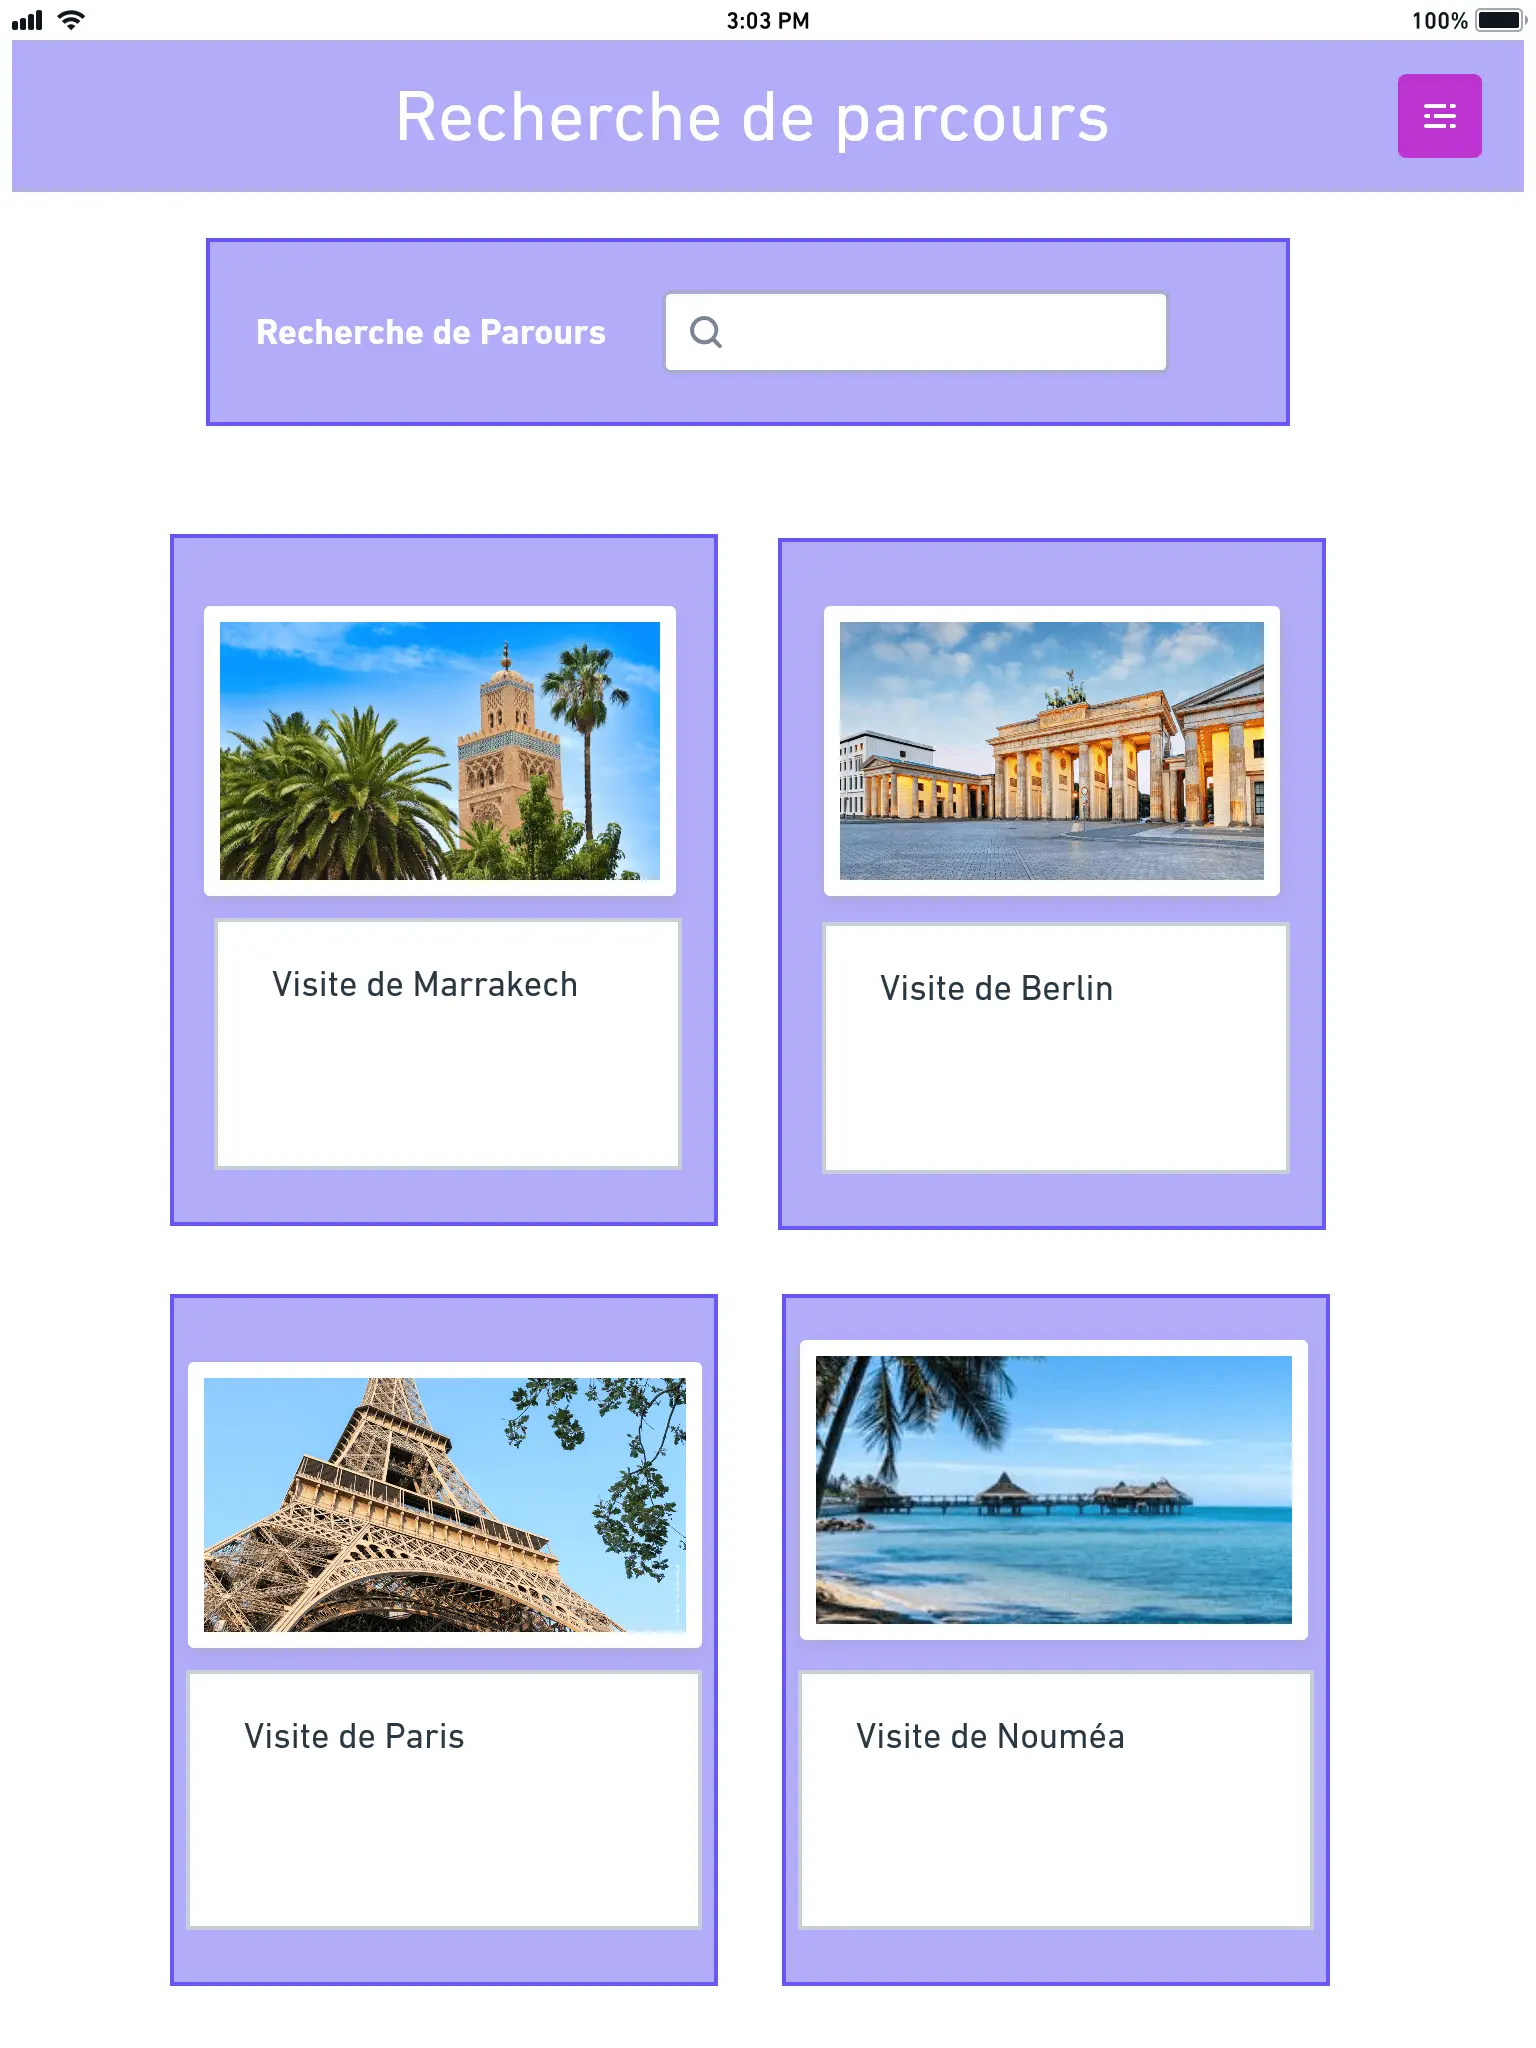 3:03 PM
100%
Recherche de parcours
Recherche de Parours
Visite de Marrakech
Visite de Berlin
Visite de Paris
Visite de Nouméa